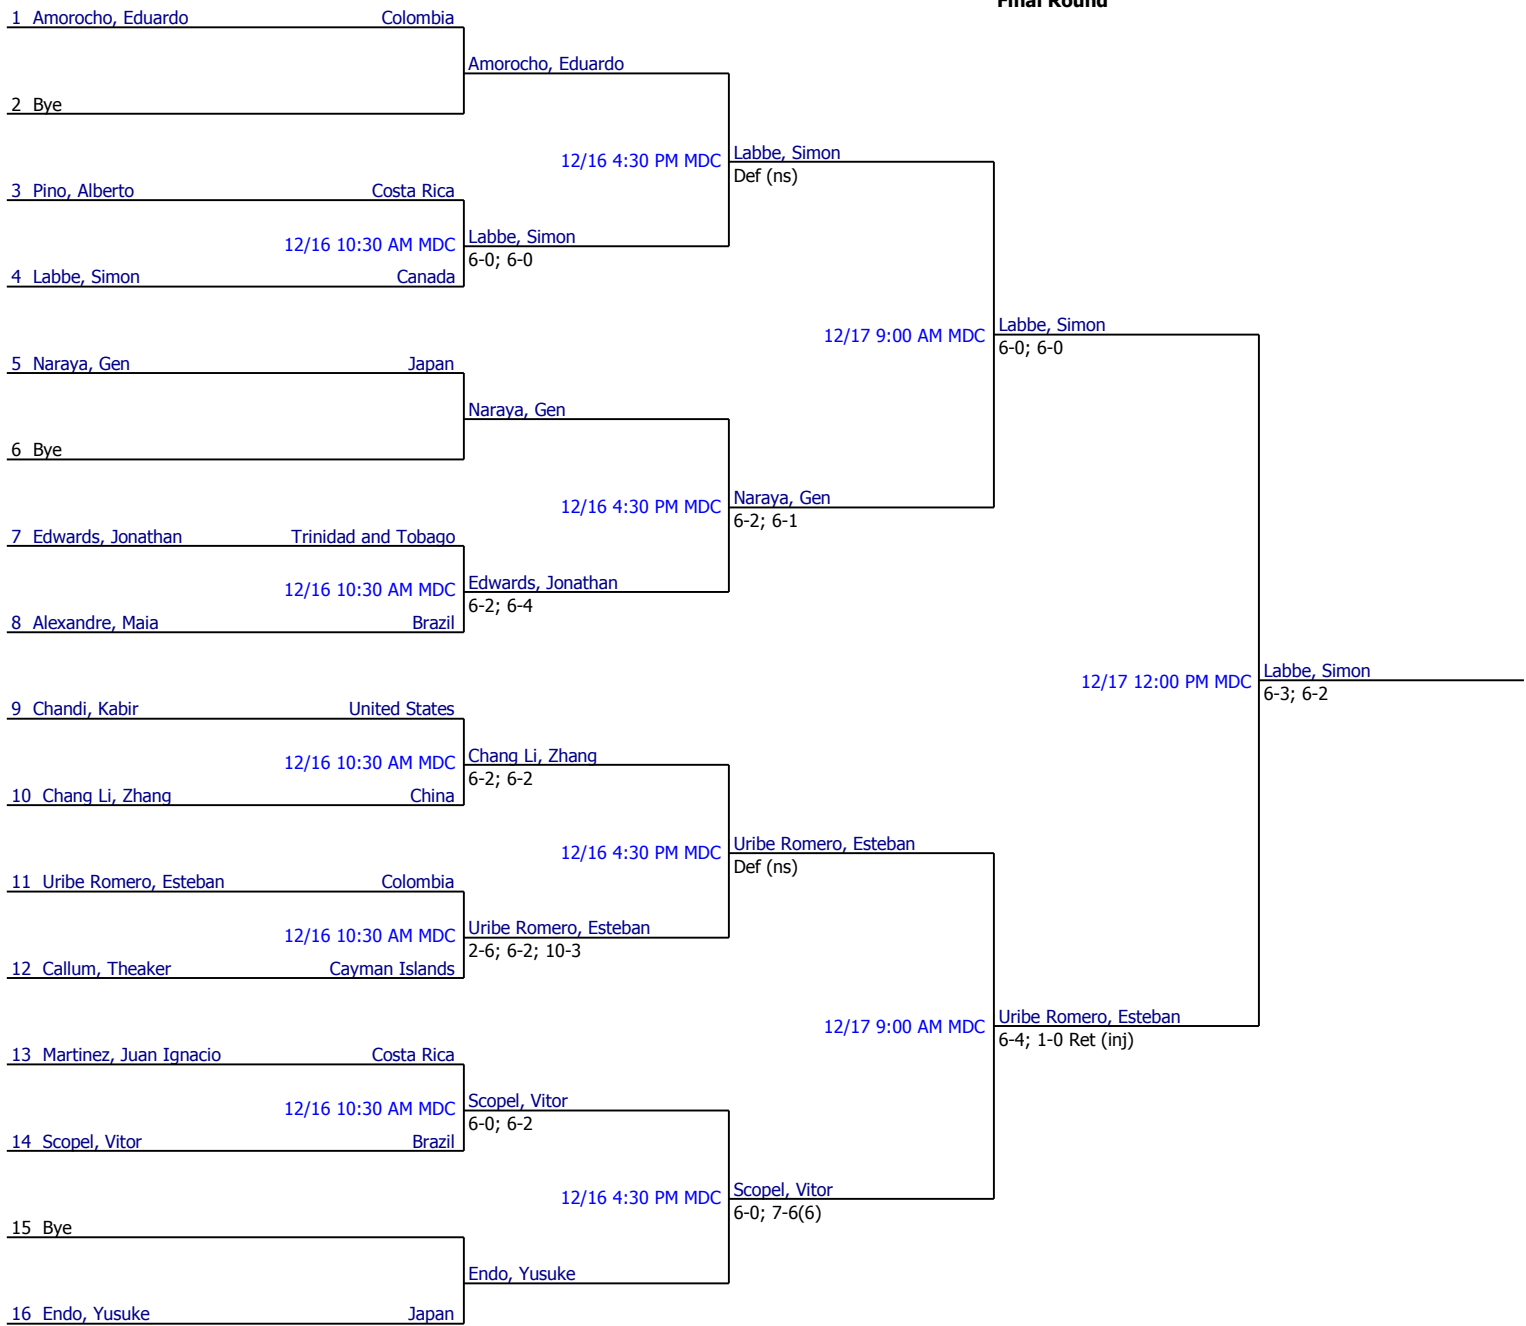 Final Round
1 Amorocho, Eduardo Colombia
Amorocho, Eduardo
2 Bye
12/16 4:30 PM MDC Labbe, Simon
Def (ns)
3 Pino, Alberto Costa Rica
12/16 10:30 AM MDC Labbe, Simon
6-0; 6-0
4 Labbe, Simon Canada
12/17 9:00 AM MDC Labbe, Simon
6-0; 6-0
5 Naraya, Gen Japan
Naraya, Gen
6 Bye
12/16 4:30 PM MDC Naraya, Gen
6-2; 6-1
7 Edwards, Jonathan Trinidad and Tobago
12/16 10:30 AM MDC Edwards, Jonathan
6-2; 6-4
8 Alexandre, Maia Brazil
12/17 12:00 PM MDC Labbe, Simon
6-3; 6-2
9 Chandi, Kabir United States
12/16 10:30 AM MDC Chang Li, Zhang
6-2; 6-2
10 Chang Li, Zhang China
12/16 4:30 PM MDC Uribe Romero, Esteban
Def (ns)
11 Uribe Romero, Esteban Colombia
12/16 10:30 AM MDC Uribe Romero, Esteban
2-6; 6-2; 10-3
12 Callum, Theaker Cayman Islands
12/17 9:00 AM MDC Uribe Romero, Esteban
6-4; 1-0 Ret (inj)
13 Martinez, Juan Ignacio Costa Rica
12/16 10:30 AM MDC Scopel, Vitor
6-0; 6-2
14 Scopel, Vitor Brazil
12/16 4:30 PM MDC Scopel, Vitor
6-0; 7-6(6)
15 Bye
Endo, Yusuke
16 Endo, Yusuke Japan